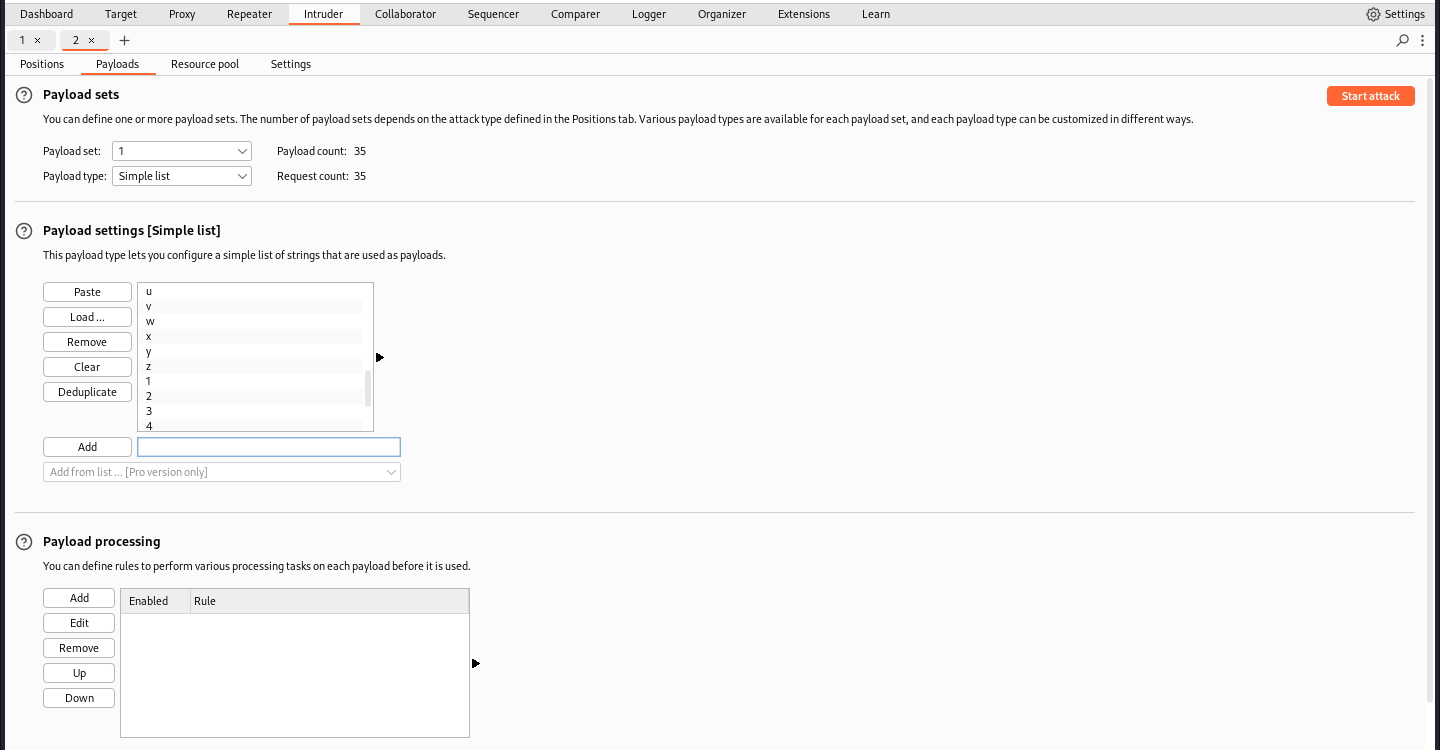 Dashboard Target Proxy Repeater Intruder Collaborator Sequencer Comparer Logger Organizer Extensions Learn Settings
1 × 2 × +
Positions Payloads Resource pool Settings
? Payload sets Start attack
You can define one or more payload sets. The number of payload sets depends on the attack type defined in the Positions tab. Various payload types are available for each payload set, and each payload type can be customized in different ways.
Payload set: 1 Payload count: 35
Payload type: Simple list Request count: 35
? Payload settings [Simple list]
This payload type lets you configure a simple list of strings that are used as payloads.
Paste u
v
Load ... w
Remove x
y
Clear z
1
Deduplicate 2
3
4
Add
Add from list ... [Pro version only]
? Payload processing
You can define rules to perform various processing tasks on each payload before it is used.
Add Enabled Rule
Edit
Remove
Up
Down